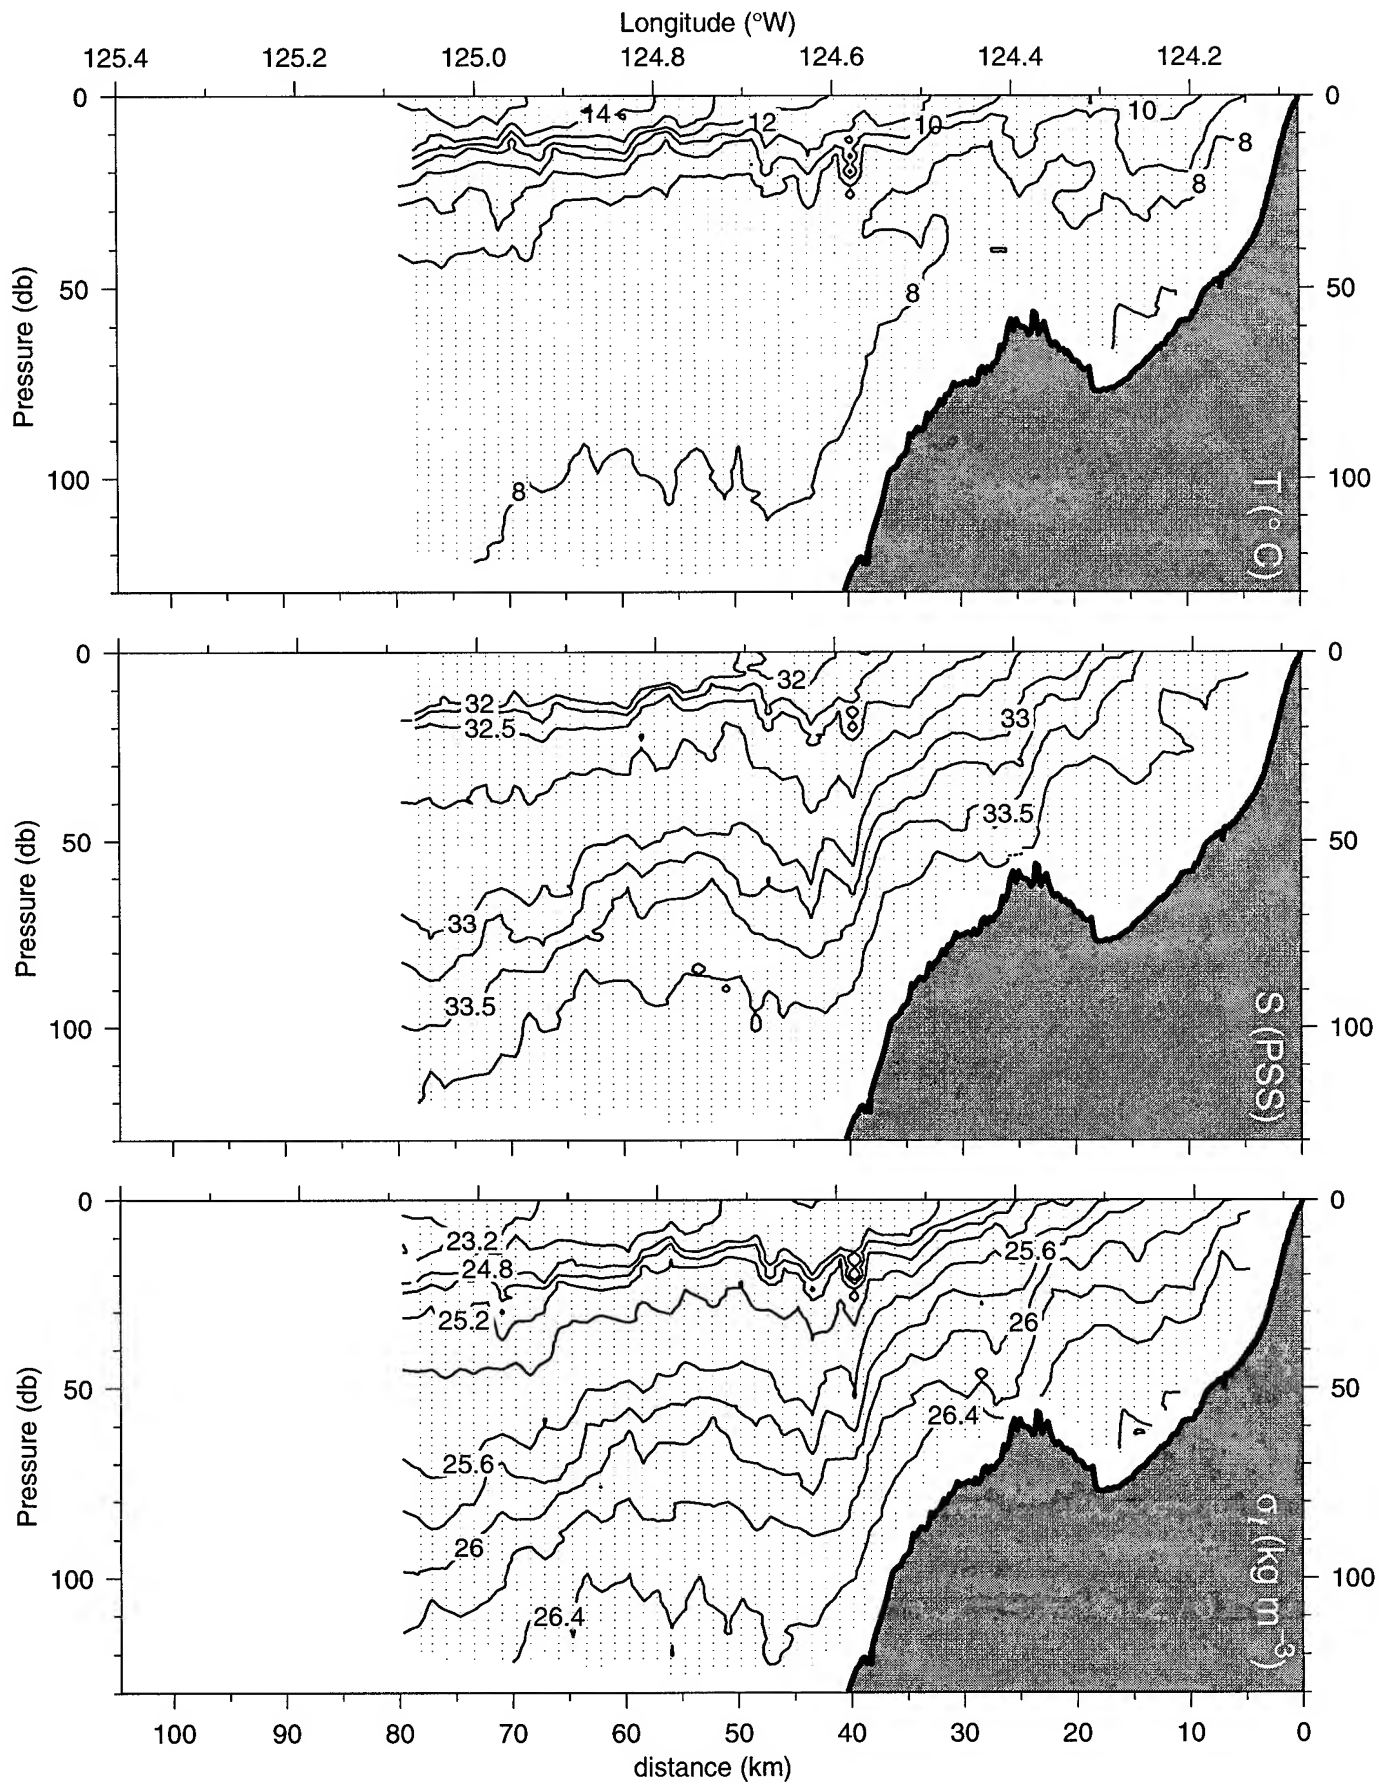 Longitude (°W)
125.4 125.2 125.0 124.8 124.6 124.4 124.2
0 14 12 10 10 0
8
8
50 8 50
Pressure (db)
100 8 100
T (° C)
0 0
32
32 33
32.5
33.5
50 50
Pressure (db)
33
33.5
100 100
S (PSS)
0 0
23.2 25.6
24.8
25.2 26
50 50
26.4
Pressure (db)
25.6
26
100 100
26.4
σt (kg m⁻³)
100 90 80 70 60 50 40 30 20 10 0
distance (km)